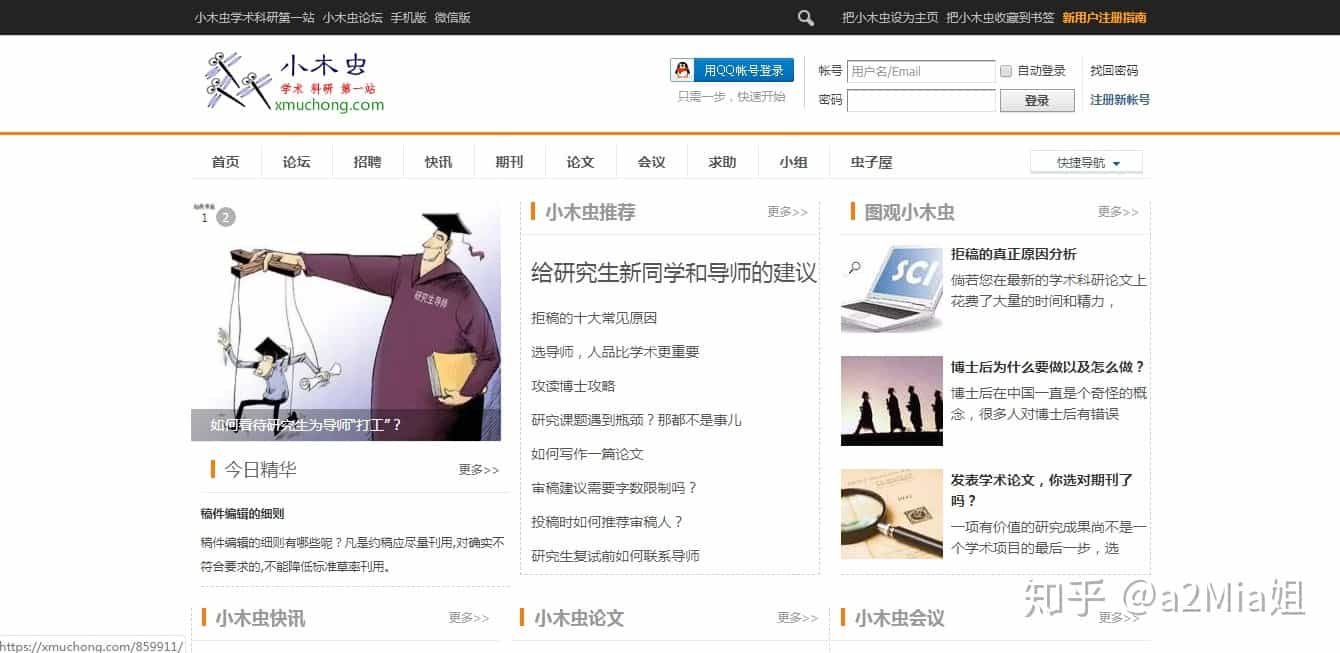 小木虫学术科研第一站 小木虫论坛 手机版 微信版
把小木虫设为主页 把小木虫收藏到书签 新用户注册指南
小木虫
学术 科研 第一站
xmuchong.com
用QQ帐号登录
只需一步，快速开始
帐号 用户名/Email 自动登录 找回密码
密码 登录 注册新帐号
首页 论坛 招聘 快讯 期刊 论文 会议 求助 小组 虫子屋 快捷导航
1 2
研究生导师
如何看待研究生为导师"打工"？
今日精华 更多>>
稿件编辑的细则
稿件编辑的细则有哪些呢？凡是约稿应尽量刊用,对确实不
符合要求的,不能降低标准草率刊用。
小木虫推荐 更多>>
给研究生新同学和导师的建议
拒稿的十大常见原因
选导师，人品比学术更重要
攻读博士攻略
研究课题遇到瓶颈？那都不是事儿
如何写作一篇论文
审稿建议需要字数限制吗？
投稿时如何推荐审稿人？
研究生复试前如何联系导师
图观小木虫 更多>>
SCI
拒稿的真正原因分析
倘若您在最新的学术科研论文上
花费了大量的时间和精力，
博士后为什么要做以及怎么做？
博士后在中国一直是个奇怪的概
念，很多人对博士后有错误
发表学术论文，你选对期刊了
吗？
一项有价值的研究成果尚不是一
个学术项目的最后一步，选
小木虫快讯 更多>>
小木虫论文 更多>>
小木虫会议 更多>>
知乎 @a2Mia姐
https://xmuchong.com/859911/